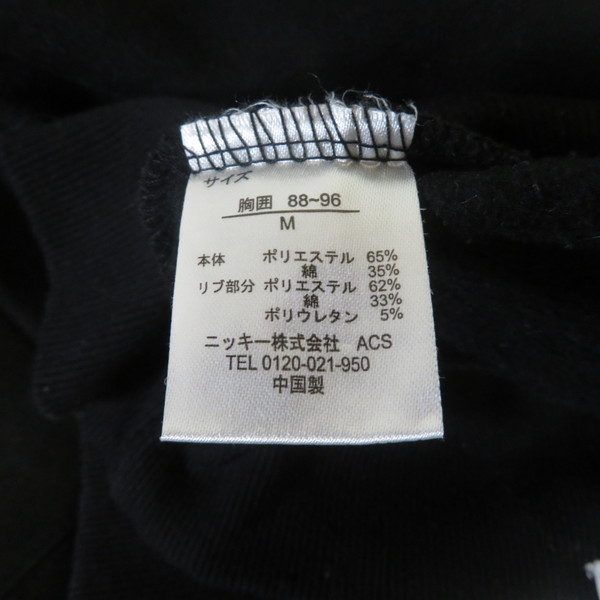 サイズ
胸囲 88~96
M
本体 ポリエステル 65%
綿 35%
リブ部分 ポリエステル 62%
綿 33%
ポリウレタン 5%
ニッキー株式会社 ACS
TEL 0120-021-950
中国製